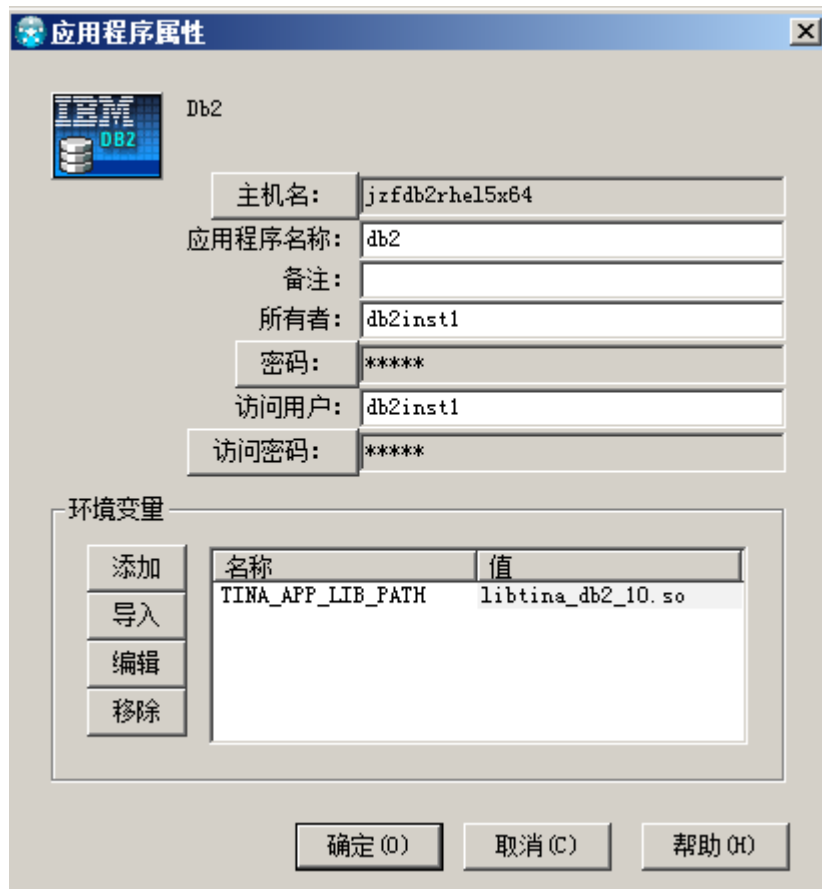 应用程序属性
IBM
DB2
Db2
主机名: jzfdb2rhel5x64
应用程序名称: db2
备注:
所有者: db2inst1
密码: *****
访问用户: db2inst1
访问密码: *****
环境变量
添加
导入
编辑
移除
名称 值
TINA_APP_LIB_PATH libtina_db2_10.so
确定(O) 取消(C) 帮助(H)